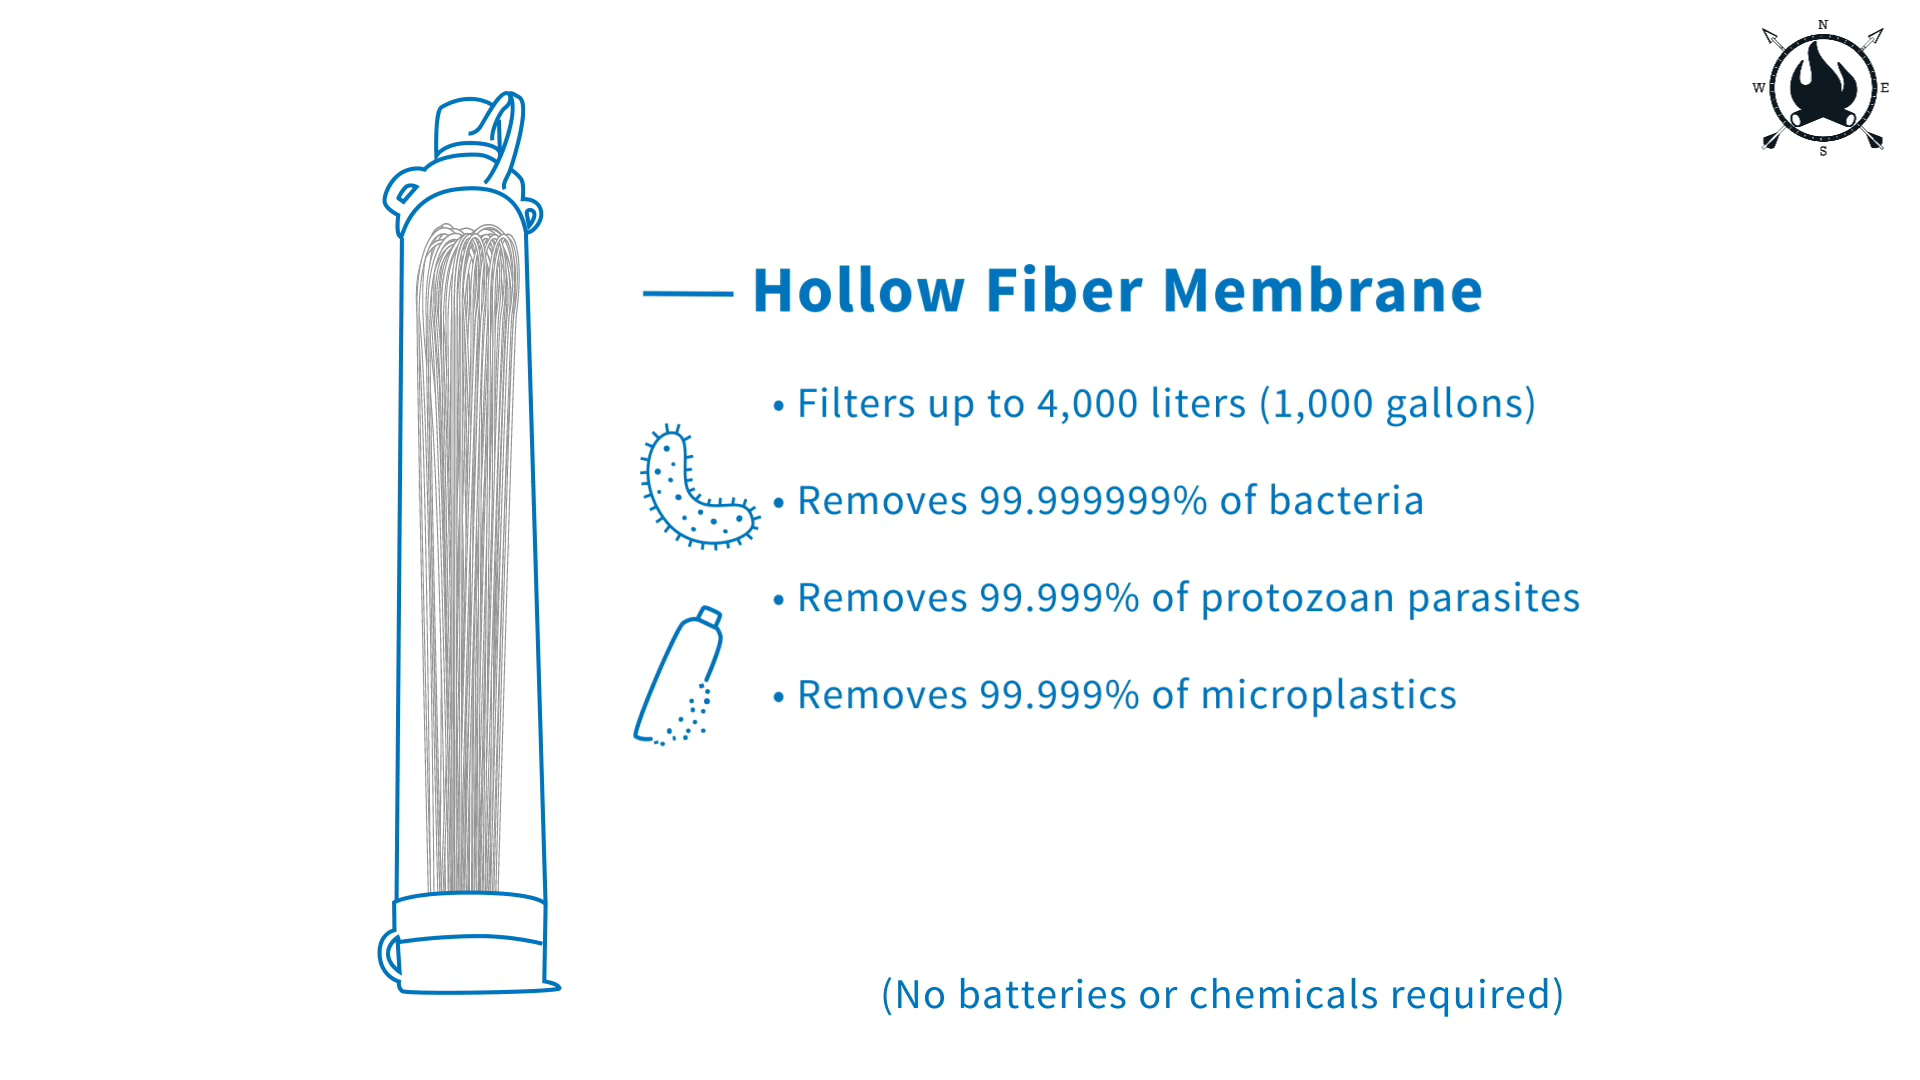 N
W E
S
Hollow Fiber Membrane
• Filters up to 4,000 liters (1,000 gallons)
• Removes 99.999999% of bacteria
• Removes 99.999% of protozoan parasites
• Removes 99.999% of microplastics
(No batteries or chemicals required)